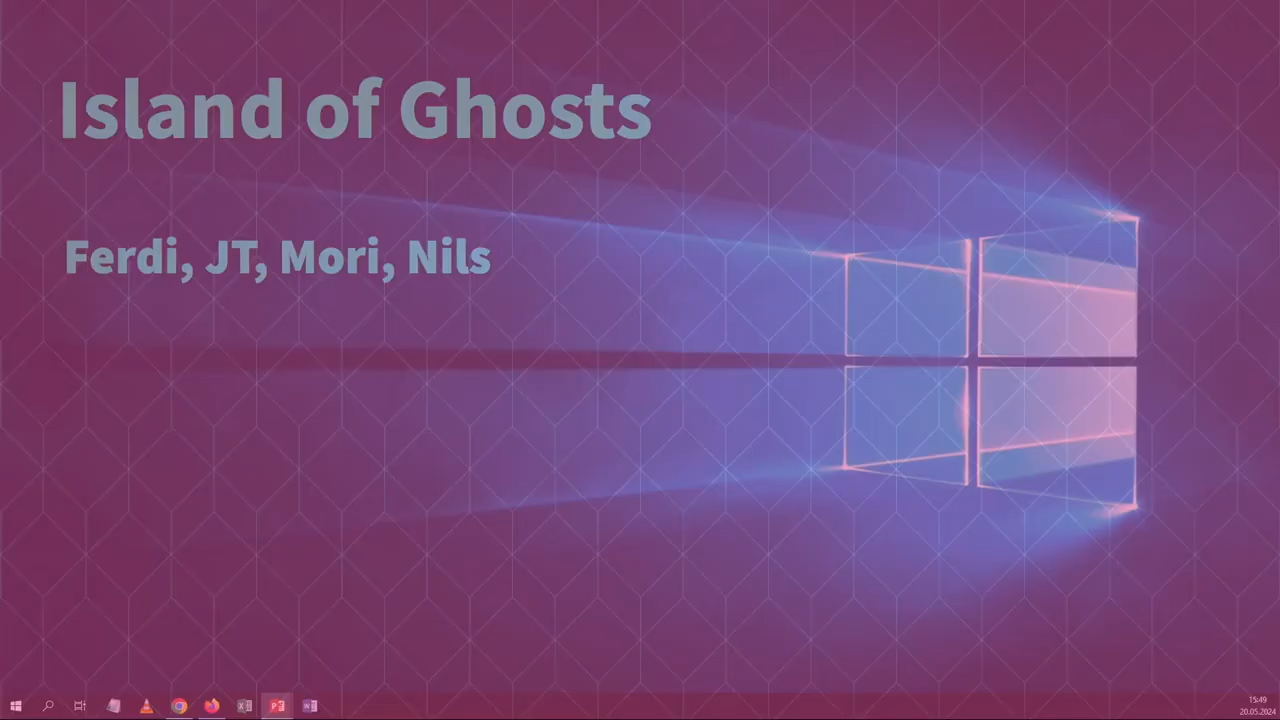 Island of Ghosts
Ferdi, JT, Mori, Nils
15:49
20.05.2024